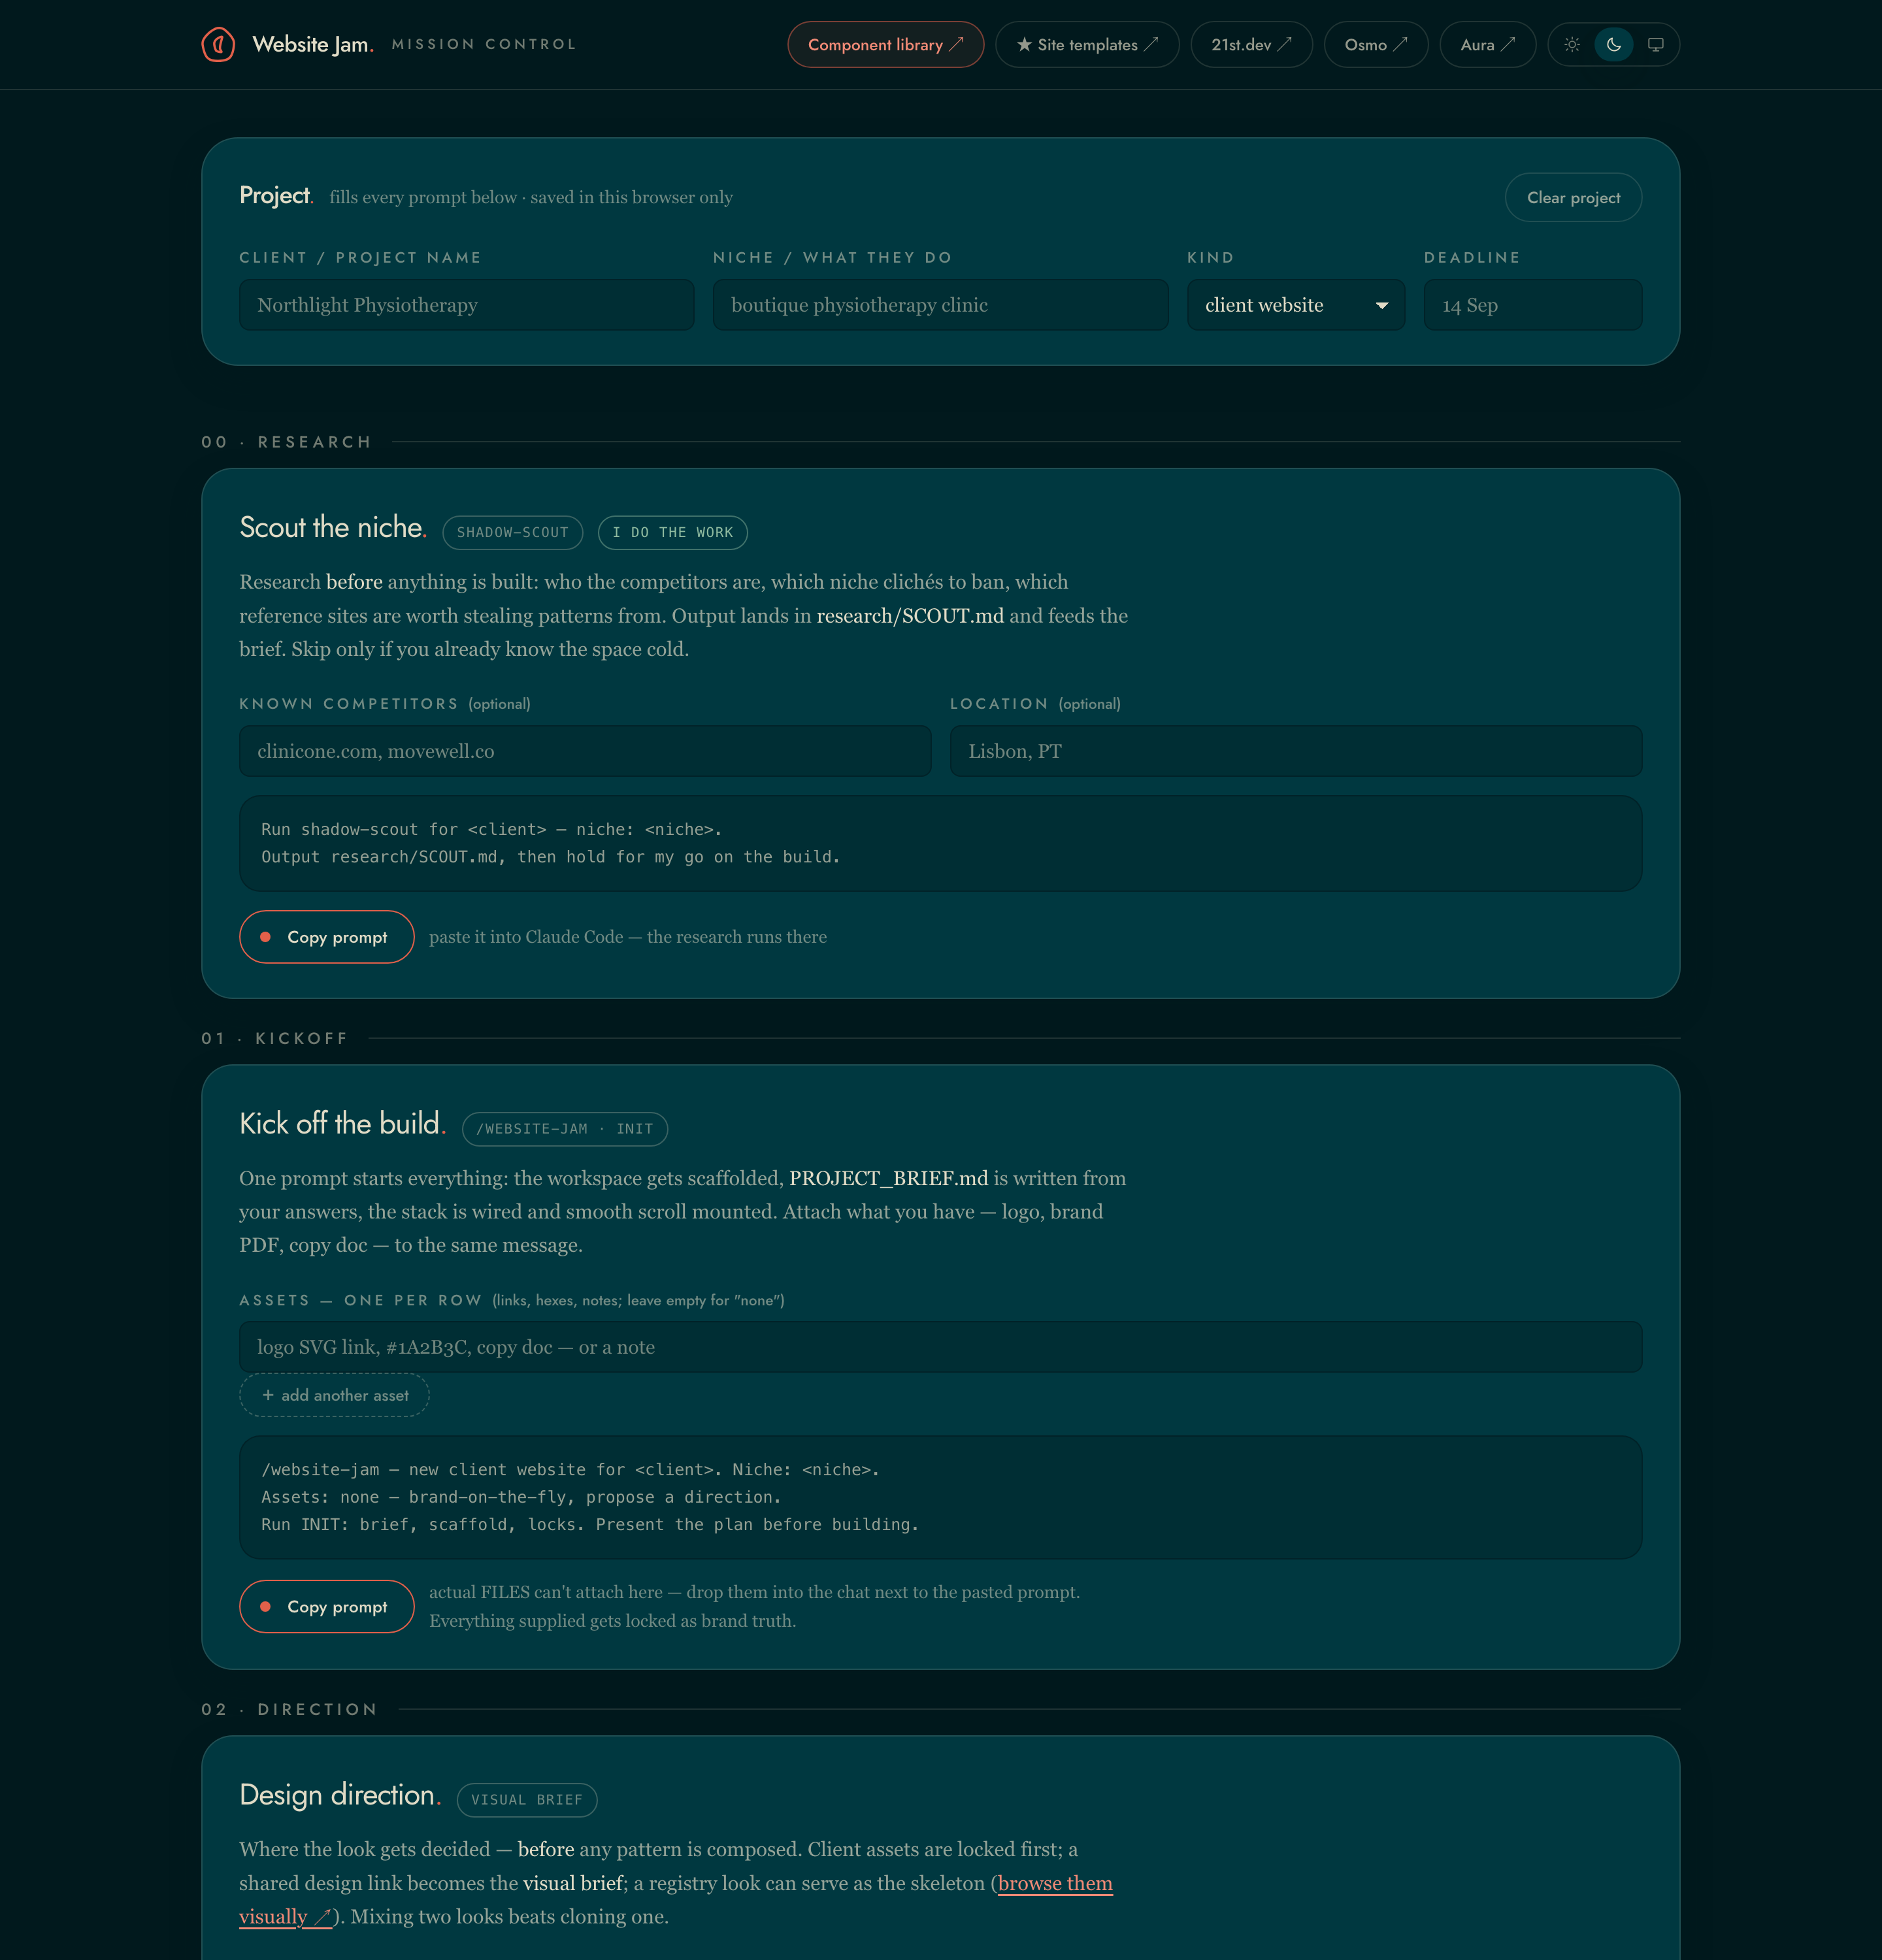 Website Jam. MISSION CONTROL
Component library ↗ ★ Site templates ↗ 21st.dev ↗ Osmo ↗ Aura ↗
Project. fills every prompt below · saved in this browser only
Clear project
CLIENT / PROJECT NAME NICHE / WHAT THEY DO KIND DEADLINE
Northlight Physiotherapy boutique physiotherapy clinic client website 14 Sep
00 · RESEARCH
Scout the niche. SHADOW-SCOUT I DO THE WORK
Research before anything is built: who the competitors are, which niche clichés to ban, which
reference sites are worth stealing patterns from. Output lands in research/SCOUT.md and feeds the
brief. Skip only if you already know the space cold.
KNOWN COMPETITORS (optional) LOCATION (optional)
clinicone.com, movewell.co Lisbon, PT
Run shadow-scout for <client> — niche: <niche>.
Output research/SCOUT.md, then hold for my go on the build.
Copy prompt paste it into Claude Code — the research runs there
01 · KICKOFF
Kick off the build. /WEBSITE-JAM · INIT
One prompt starts everything: the workspace gets scaffolded, PROJECT_BRIEF.md is written from
your answers, the stack is wired and smooth scroll mounted. Attach what you have — logo, brand
PDF, copy doc — to the same message.
ASSETS — ONE PER ROW (links, hexes, notes; leave empty for "none")
logo SVG link, #1A2B3C, copy doc — or a note
+ add another asset
/website-jam — new client website for <client>. Niche: <niche>.
Assets: none — brand-on-the-fly, propose a direction.
Run INIT: brief, scaffold, locks. Present the plan before building.
Copy prompt
actual FILES can't attach here — drop them into the chat next to the pasted prompt.
Everything supplied gets locked as brand truth.
02 · DIRECTION
Design direction. VISUAL BRIEF
Where the look gets decided — before any pattern is composed. Client assets are locked first; a
shared design link becomes the visual brief; a registry look can serve as the skeleton (browse them
visually ↗). Mixing two looks beats cloning one.